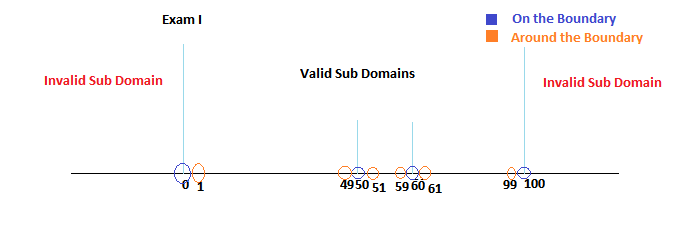 Exam I
On the Boundary
Around the Boundary
Invalid Sub Domain
Valid Sub Domains
Invalid Sub Domain
0 1 49 50 51 59 60 61 99 100